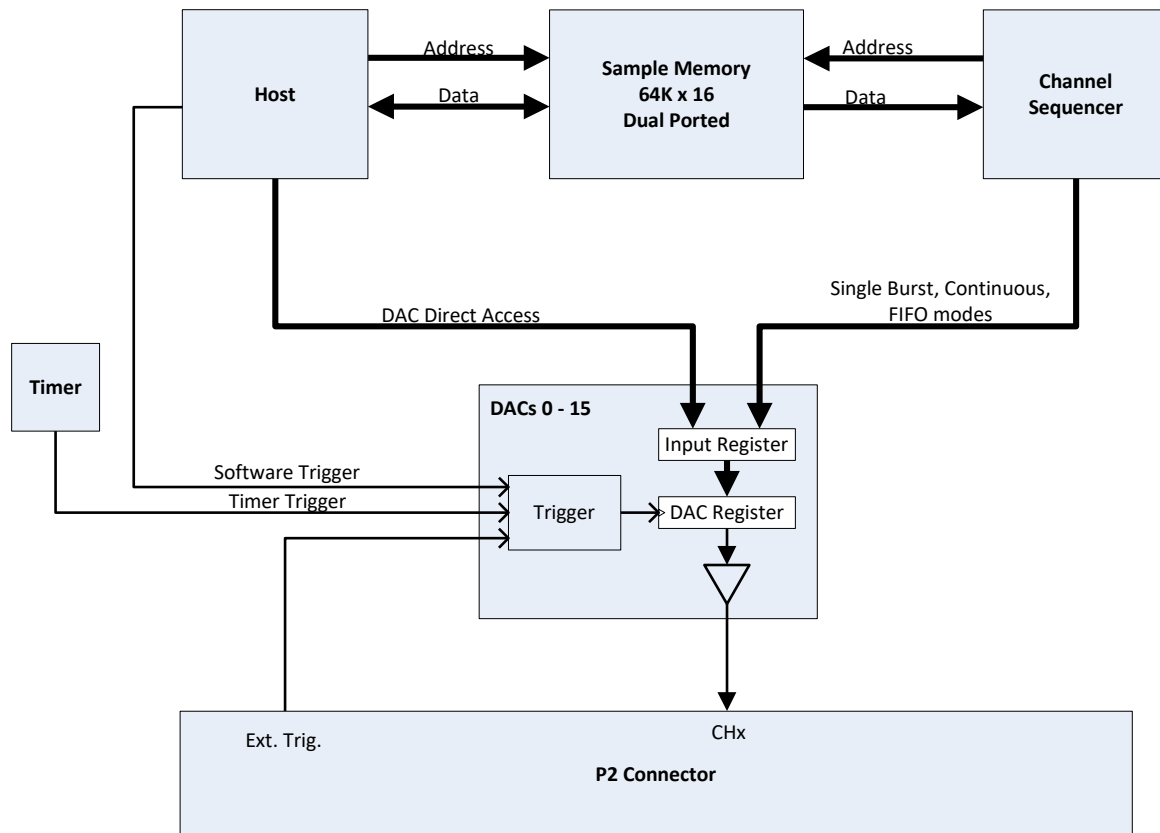 Host
Address
Data
Sample Memory
64K x 16
Dual Ported
Address
Data
Channel
Sequencer
DAC Direct Access
Single Burst, Continuous,
FIFO modes
Timer
DACs 0 - 15
Input Register
Software Trigger
Timer Trigger
Trigger
DAC Register
Ext. Trig.
CHx
P2 Connector